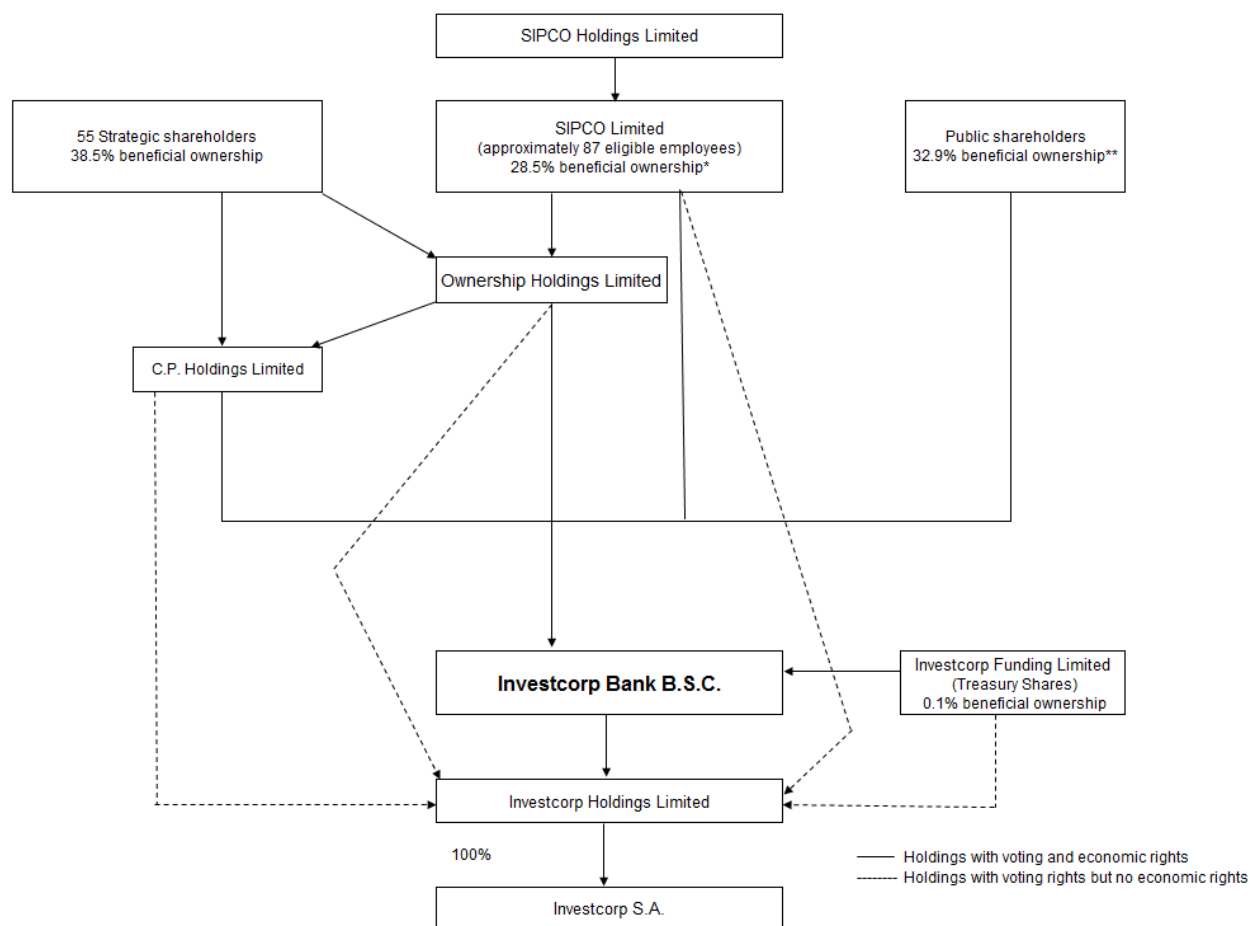 SIPCO Holdings Limited
55 Strategic shareholders
38.5% beneficial ownership
SIPCO Limited
(approximately 87 eligible employees)
28.5% beneficial ownership*
Public shareholders
32.9% beneficial ownership**
Ownership Holdings Limited
C.P. Holdings Limited
Investcorp Bank B.S.C.
Investcorp Funding Limited
(Treasury Shares)
0.1% beneficial ownership
Investcorp Holdings Limited
100%
Holdings with voting and economic rights
Holdings with voting rights but no economic rights
Investcorp S.A.